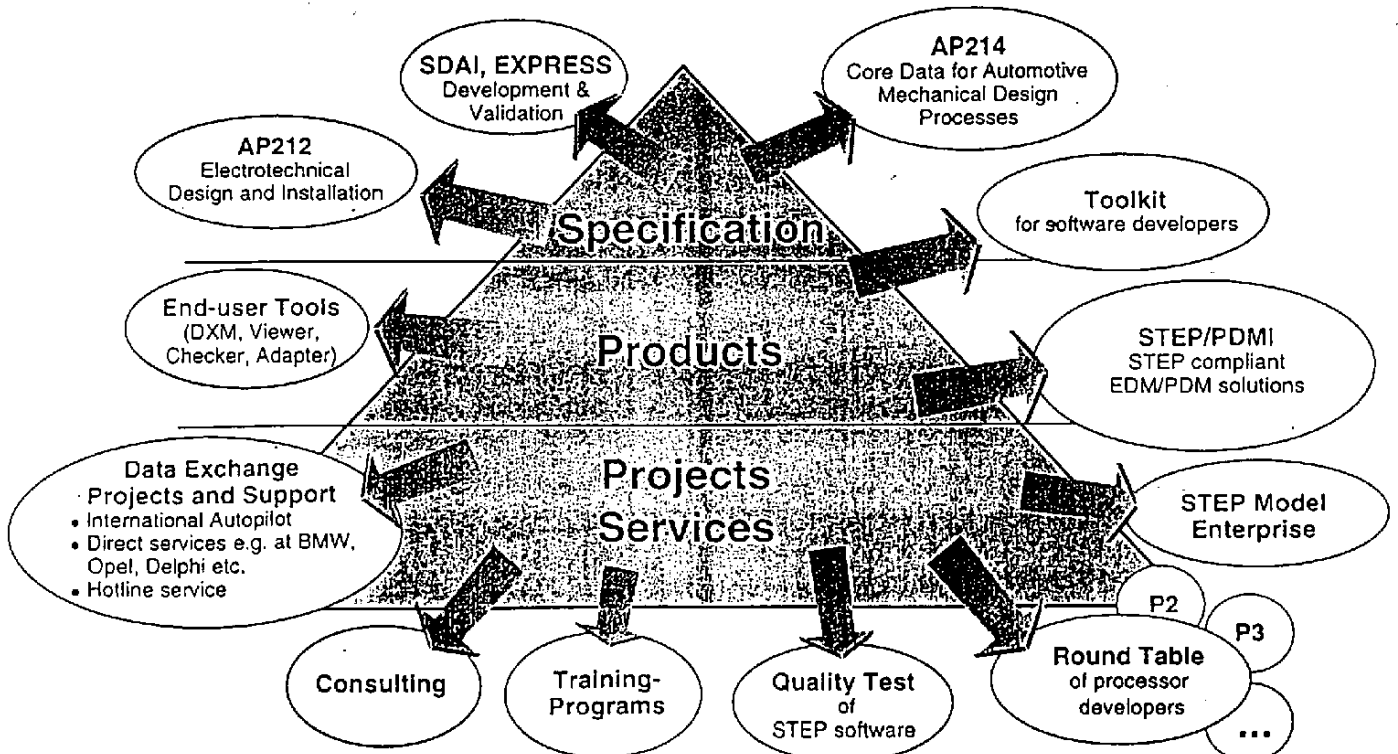 SDAI, EXPRESS
Development &
Validation
AP214
Core Data for Automotive
Mechanical Design
Processes
AP212
Electrotechnical
Design and Installation
Toolkit
for software developers
Specification
End-user Tools
(DXM, Viewer,
Checker, Adapter)
Products
STEP/PDMI
STEP compliant
EDM/PDM solutions
Data Exchange
Projects and Support
• International Autopilot
• Direct services e.g. at BMW,
Opel, Delphi etc.
• Hotline service
Projects
Services
STEP Model
Enterprise
P2
P3
...
Consulting
Training-
Programs
Quality Test
of
STEP software
Round Table
of processor
developers